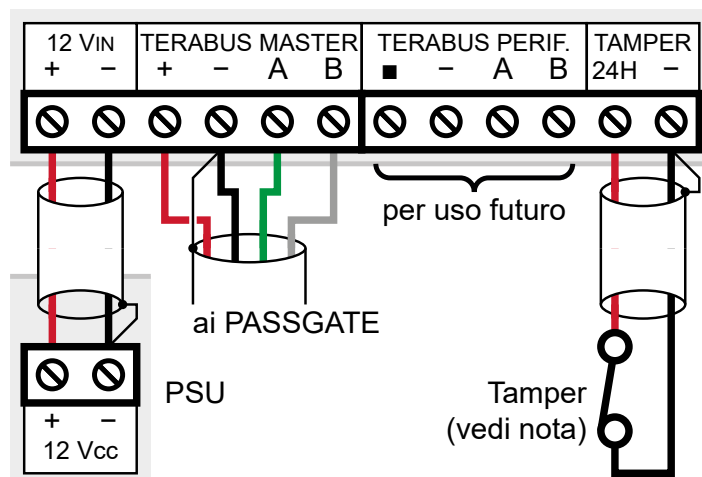 12 VIN TERABUS MASTER TERABUS PERIF. TAMPER
+ – + – A B ■ – A B 24H –
per uso futuro
ai PASSGATE
PSU
Tamper
(vedi nota)
+ –
12 Vcc